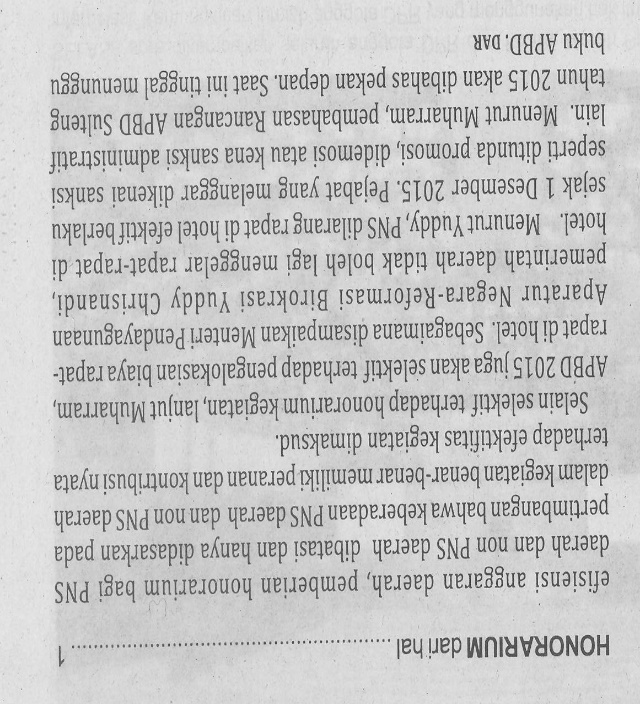 HONORARIUM dari hal ........................................................ 1
efisiensi anggaran daerah, pemberian honorarium bagi PNS
daerah dan non PNS daerah dibatasi dan hanya didasarkan pada
pertimbangan bahwa keberadaan PNS daerah dan non PNS daerah
dalam kegiatan benar-benar memiliki peranan dan kontribusi nyata
terhadap efektifitas kegiatan dimaksud.
Selain selektif terhadap honorarium kegiatan, lanjut Muharram,
APBD 2015 juga akan selektif terhadap pengalokasian biaya rapat-
rapat di hotel. Sebagaimana disampaikan Menteri Pendayagunaan
Aparatur Negara-Reformasi Birokrasi Yuddy Chrisnandi,
pemerintah daerah tidak boleh lagi menggelar rapat-rapat di
hotel. Menurut Yuddy, PNS dilarang rapat di hotel efektif berlaku
sejak 1 Desember 2015. Pejabat yang melanggar dikenai sanksi
seperti ditunda promosi, didemosi atau kena sanksi administratif
lain. Menurut Muharram, pembahasan Rancangan APBD Sulteng
tahun 2015 akan dibahas pekan depan. Saat ini tinggal menunggu
buku APBD. DAR